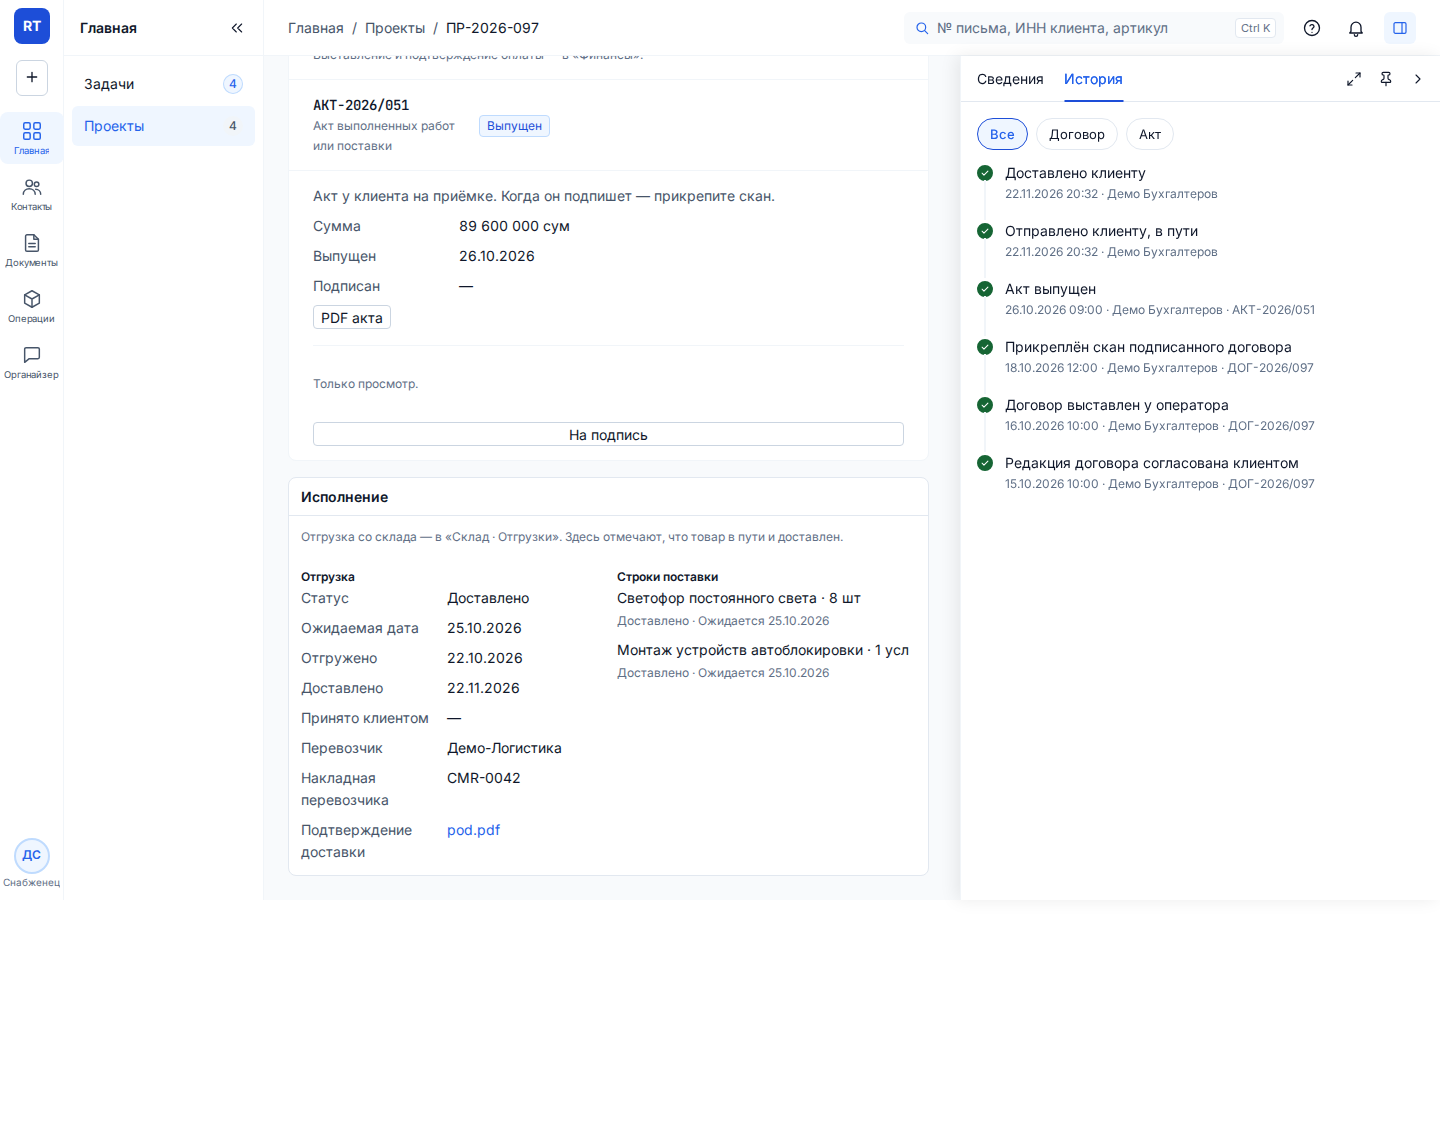 RT
Главная
Главная / Проекты / ПР-2026-097
№ письма, ИНН клиента, артикул
Ctrl K
Задачи
4
Проекты
4
Главная
Контакты
Документы
Операции
Органайзер
ДС
Снабженец
Выставление и подтверждение оплаты — в «Финансы».
АКТ-2026/051
Акт выполненных работ
или поставки
Выпущен
Акт у клиента на приёмке. Когда он подпишет — прикрепите скан.
Сумма
89 600 000 сум
Выпущен
26.10.2026
Подписан
—
PDF акта
Только просмотр.
На подпись
Исполнение
Отгрузка со склада — в «Склад · Отгрузки». Здесь отмечают, что товар в пути и доставлен.
Отгрузка
Статус
Доставлено
Ожидаемая дата
25.10.2026
Отгружено
22.10.2026
Доставлено
22.11.2026
Принято клиентом
—
Перевозчик
Демо-Логистика
Накладная
перевозчика
CMR-0042
Подтверждение
доставки
pod.pdf
Строки поставки
Светофор постоянного света · 8 шт
Доставлено · Ожидается 25.10.2026
Монтаж устройств автоблокировки · 1 усл
Доставлено · Ожидается 25.10.2026
Сведения
История
Все
Договор
Акт
Доставлено клиенту
22.11.2026 20:32 · Демо Бухгалтеров
Отправлено клиенту, в пути
22.11.2026 20:32 · Демо Бухгалтеров
Акт выпущен
26.10.2026 09:00 · Демо Бухгалтеров · АКТ-2026/051
Прикреплён скан подписанного договора
18.10.2026 12:00 · Демо Бухгалтеров · ДОГ-2026/097
Договор выставлен у оператора
16.10.2026 10:00 · Демо Бухгалтеров · ДОГ-2026/097
Редакция договора согласована клиентом
15.10.2026 10:00 · Демо Бухгалтеров · ДОГ-2026/097